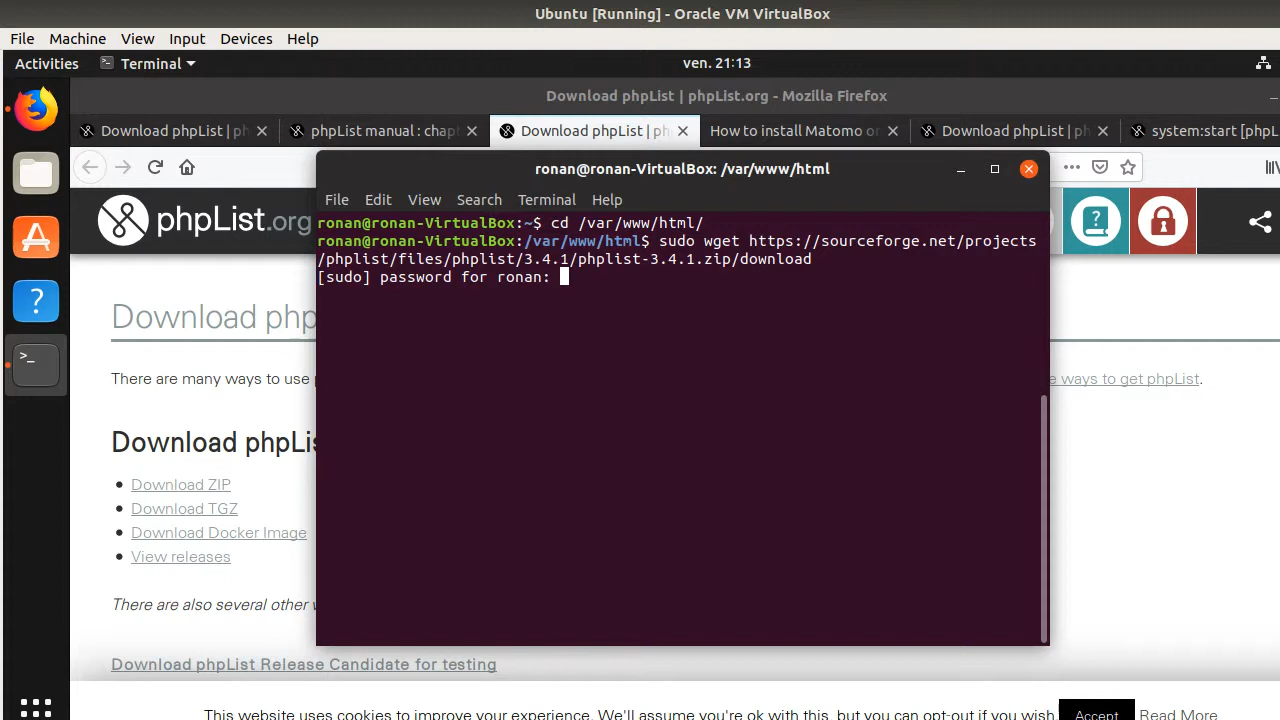 Ubuntu [Running] - Oracle VM VirtualBox
File Machine View Input Devices Help
Activities Terminal ven. 21:13
Download phpList | phpList.org - Mozilla Firefox
Download phpList | ph phpList manual : chapt Download phpList | ph How to install Matomo or Download phpList | ph system:start [phpL
ronan@ronan-VirtualBox: /var/www/html
File Edit View Search Terminal Help
phpList.org
ronan@ronan-VirtualBox:~$ cd /var/www/html/
ronan@ronan-VirtualBox:/var/www/html$ sudo wget https://sourceforge.net/projects
/phplist/files/phplist/3.4.1/phplist-3.4.1.zip/download
[sudo] password for ronan:
Download php
There are many ways to use
e ways to get phpList.
Download phpLis
Download ZIP
Download TGZ
Download Docker Image
View releases
There are also several other
Download phpList Release Candidate for testing
This website uses cookies to improve your experience. We'll assume you're ok with this, but you can opt-out if you wish. Accept Read More